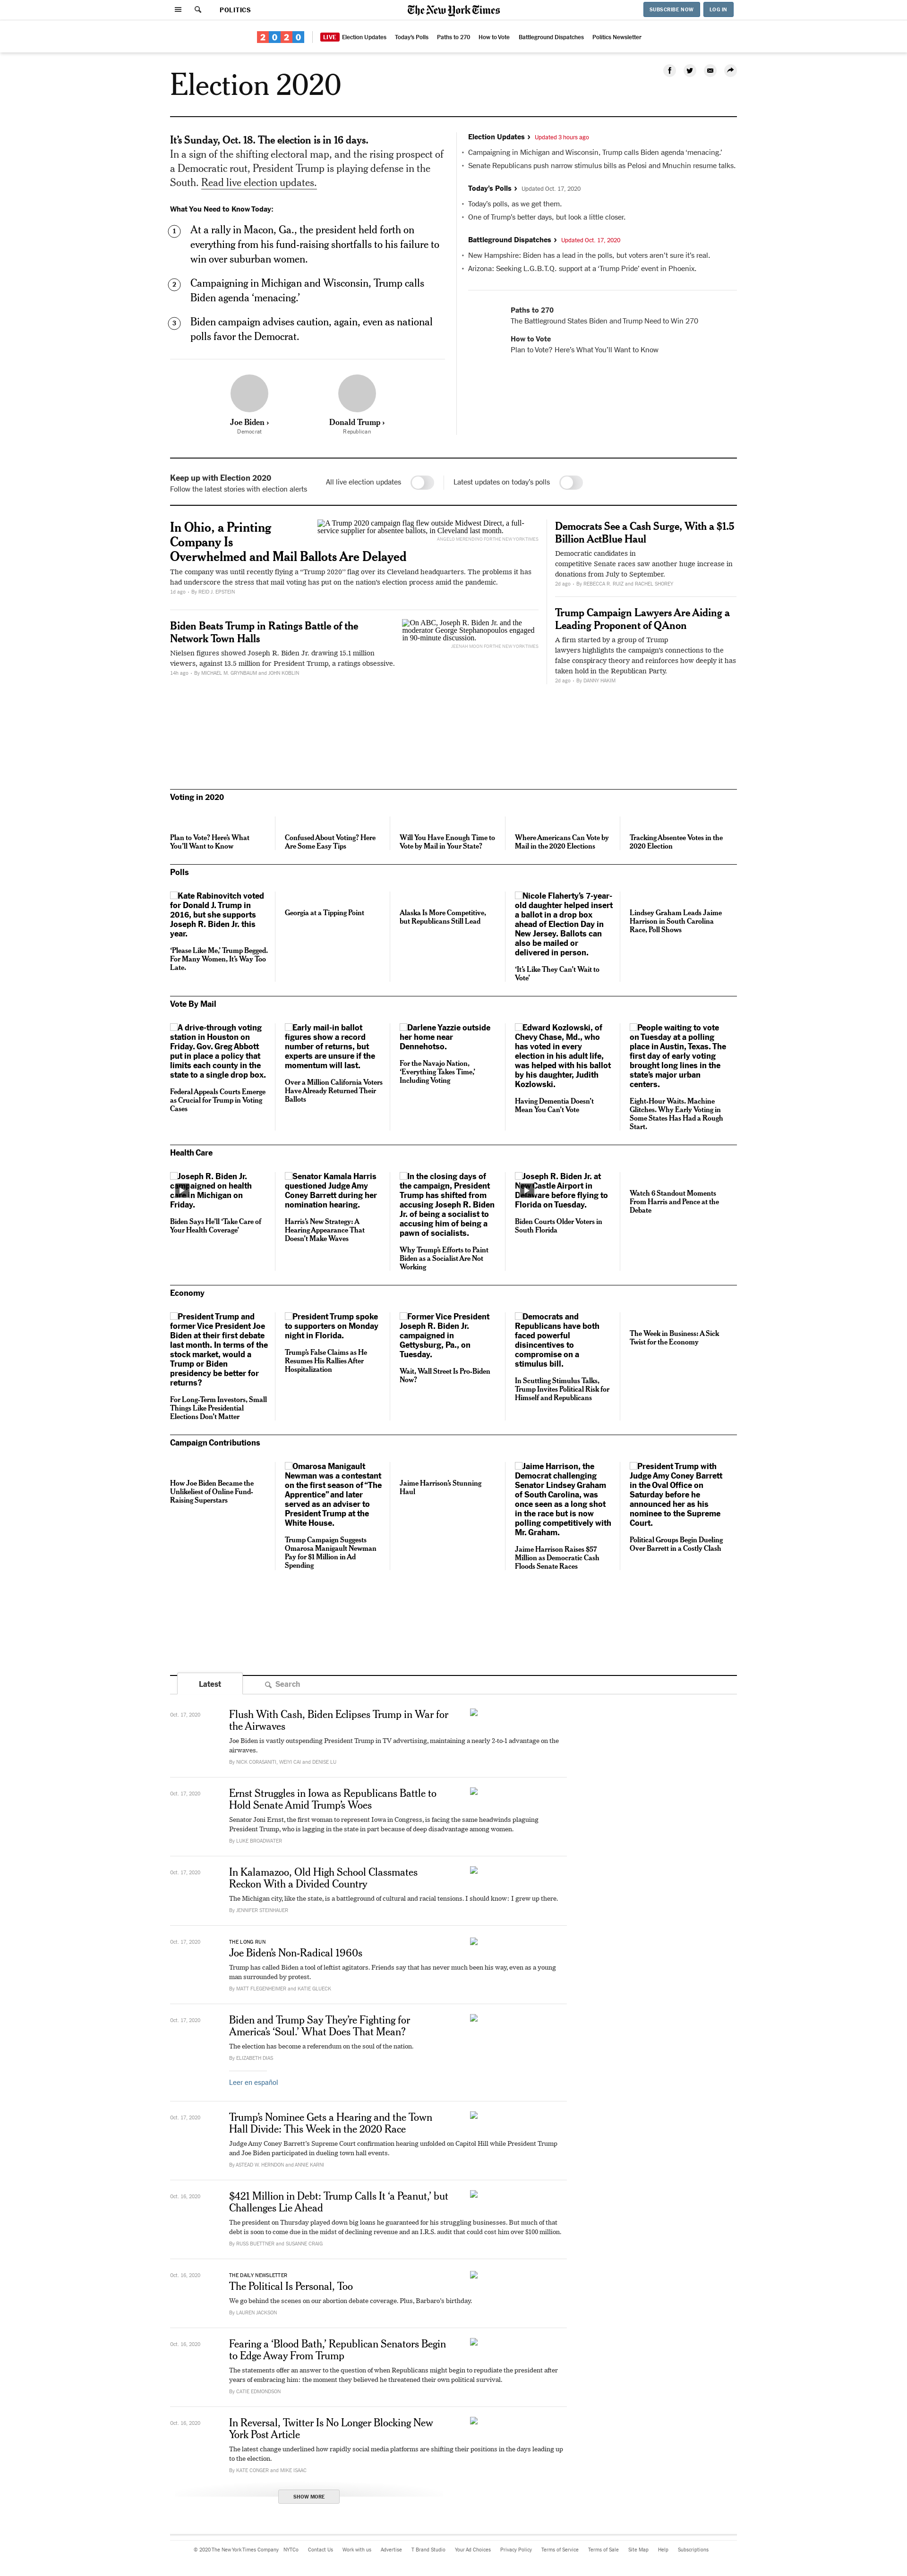 POLITICS
The New York Times
SUBSCRIBE NOW
LOG IN
2020
LIVE Election Updates
Today's Polls
Paths to 270
How to Vote
Battleground Dispatches
Politics Newsletter
Election 2020
It's Sunday, Oct. 18. The election is in 16 days.
In a sign of the shifting electoral map, and the rising prospect of
a Democratic rout, President Trump is playing defense in the
South. Read live election updates.
What You Need to Know Today:
1
At a rally in Macon, Ga., the president held forth on
everything from his fund-raising shortfalls to his failure to
win over suburban women.
2
Campaigning in Michigan and Wisconsin, Trump calls
Biden agenda ‘menacing.’
3
Biden campaign advises caution, again, even as national
polls favor the Democrat.
Joe Biden ›
Democrat
Donald Trump ›
Republican
Election Updates › Updated 3 hours ago
• Campaigning in Michigan and Wisconsin, Trump calls Biden agenda ‘menacing.’
• Senate Republicans push narrow stimulus bills as Pelosi and Mnuchin resume talks.
Today's Polls › Updated Oct. 17, 2020
• Today's polls, as we get them.
• One of Trump's better days, but look a little closer.
Battleground Dispatches › Updated Oct. 17, 2020
• New Hampshire: Biden has a lead in the polls, but voters aren't sure it's real.
• Arizona: Seeking L.G.B.T.Q. support at a ‘Trump Pride’ event in Phoenix.
Paths to 270
The Battleground States Biden and Trump Need to Win 270
How to Vote
Plan to Vote? Here's What You'll Want to Know
Keep up with Election 2020
Follow the latest stories with election alerts
All live election updates
Latest updates on today's polls
In Ohio, a Printing
Company Is
Overwhelmed and Mail Ballots Are Delayed
A Trump 2020 campaign flag flew outside Midwest Direct, a full-
service supplier for absentee ballots, in Cleveland last month.
ANGELO MERENDINO FOR THE NEW YORK TIMES
The company was until recently flying a “Trump 2020” flag over its Cleveland headquarters. The problems it has
had underscore the stress that mail voting has put on the nation's election process amid the pandemic.
1d ago - By REID J. EPSTEIN
Biden Beats Trump in Ratings Battle of the
Network Town Halls
On ABC, Joseph R. Biden Jr. and the
moderator George Stephanopoulos engaged
in 90-minute discussion.
JEENAH MOON FOR THE NEW YORK TIMES
Nielsen figures showed Joseph R. Biden Jr. drawing 15.1 million
viewers, against 13.5 million for President Trump, a ratings obsessive.
14h ago - By MICHAEL M. GRYNBAUM and JOHN KOBLIN
Democrats See a Cash Surge, With a $1.5
Billion ActBlue Haul
Democratic candidates in
competitive Senate races saw another huge increase in
donations from July to September.
2d ago - By REBECCA R. RUIZ and RACHEL SHOREY
Trump Campaign Lawyers Are Aiding a
Leading Proponent of QAnon
A firm started by a group of Trump
lawyers highlights the campaign's connections to the
false conspiracy theory and reinforces how deeply it has
taken hold in the Republican Party.
2d ago - By DANNY HAKIM
Voting in 2020
Plan to Vote? Here's What
You'll Want to Know
Confused About Voting? Here
Are Some Easy Tips
Will You Have Enough Time to
Vote by Mail in Your State?
Where Americans Can Vote by
Mail in the 2020 Elections
Tracking Absentee Votes in the
2020 Election
Polls
Kate Rabinovitch voted
for Donald J. Trump in
2016, but she supports
Joseph R. Biden Jr. this
year.
‘Please Like Me,’ Trump Begged.
For Many Women, It's Way Too
Late.
Georgia at a Tipping Point
Alaska Is More Competitive,
but Republicans Still Lead
Nicole Flaherty's 7-year-
old daughter helped insert
a ballot in a drop box
ahead of Election Day in
New Jersey. Ballots can
also be mailed or
delivered in person.
‘It's Like They Can't Wait to
Vote’
Lindsey Graham Leads Jaime
Harrison in South Carolina
Race, Poll Shows
Vote By Mail
A drive-through voting
station in Houston on
Friday. Gov. Greg Abbott
put in place a policy that
limits each county in the
state to a single drop box.
Federal Appeals Courts Emerge
as Crucial for Trump in Voting
Cases
Early mail-in ballot
figures show a record
number of returns, but
experts are unsure if the
momentum will last.
Over a Million California Voters
Have Already Returned Their
Ballots
Darlene Yazzie outside
her home near
Dennehotso.
For the Navajo Nation,
‘Everything Takes Time,’
Including Voting
Edward Kozlowski, of
Chevy Chase, Md., who
has voted in every
election in his adult life,
was helped with his ballot
by his daughter, Judith
Kozlowski.
Having Dementia Doesn't
Mean You Can't Vote
People waiting to vote
on Tuesday at a polling
place in Austin, Texas. The
first day of early voting
brought long lines in the
state's major urban
centers.
Eight-Hour Waits. Machine
Glitches. Why Early Voting in
Some States Has Had a Rough
Start.
Health Care
Joseph R. Biden Jr.
campaigned on health
care in Michigan on
Friday.
Biden Says He'll ‘Take Care of
Your Health Coverage’
Senator Kamala Harris
questioned Judge Amy
Coney Barrett during her
nomination hearing.
Harris's New Strategy: A
Hearing Appearance That
Doesn't Make Waves
In the closing days of
the campaign, President
Trump has shifted from
accusing Joseph R. Biden
Jr. of being a socialist to
accusing him of being a
pawn of socialists.
Why Trump's Efforts to Paint
Biden as a Socialist Are Not
Working
Joseph R. Biden Jr. at
New Castle Airport in
Delaware before flying to
Florida on Tuesday.
Biden Courts Older Voters in
South Florida
Watch 6 Standout Moments
From Harris and Pence at the
Debate
Economy
President Trump and
former Vice President Joe
Biden at their first debate
last month. In terms of the
stock market, would a
Trump or Biden
presidency be better for
returns?
For Long-Term Investors, Small
Things Like Presidential
Elections Don't Matter
President Trump spoke
to supporters on Monday
night in Florida.
Trump's False Claims as He
Resumes His Rallies After
Hospitalization
Former Vice President
Joseph R. Biden Jr.
campaigned in
Gettysburg, Pa., on
Tuesday.
Wait, Wall Street Is Pro-Biden
Now?
Democrats and
Republicans have both
faced powerful
disincentives to
compromise on a
stimulus bill.
In Scuttling Stimulus Talks,
Trump Invites Political Risk for
Himself and Republicans
The Week in Business: A Sick
Twist for the Economy
Campaign Contributions
How Joe Biden Became the
Unlikeliest of Online Fund-
Raising Superstars
Omarosa Manigault
Newman was a contestant
on the first season of “The
Apprentice” and later
served as an adviser to
President Trump at the
White House.
Trump Campaign Suggests
Omarosa Manigault Newman
Pay for $1 Million in Ad
Spending
Jaime Harrison's Stunning
Haul
Jaime Harrison, the
Democrat challenging
Senator Lindsey Graham
of South Carolina, was
once seen as a long shot
in the race but is now
polling competitively with
Mr. Graham.
Jaime Harrison Raises $57
Million as Democratic Cash
Floods Senate Races
President Trump with
Judge Amy Coney Barrett
in the Oval Office on
Saturday before he
announced her as his
nominee to the Supreme
Court.
Political Groups Begin Dueling
Over Barrett in a Costly Clash
Latest
Search
Oct. 17, 2020
Flush With Cash, Biden Eclipses Trump in War for
the Airwaves
Joe Biden is vastly outspending President Trump in TV advertising, maintaining a nearly 2-to-1 advantage on the
airwaves.
By NICK CORASANITI, WEIYI CAI and DENISE LU
Oct. 17, 2020
Ernst Struggles in Iowa as Republicans Battle to
Hold Senate Amid Trump's Woes
Senator Joni Ernst, the first woman to represent Iowa in Congress, is facing the same headwinds plaguing
President Trump, who is lagging in the state in part because of deep disadvantage among women.
By LUKE BROADWATER
Oct. 17, 2020
In Kalamazoo, Old High School Classmates
Reckon With a Divided Country
The Michigan city, like the state, is a battleground of cultural and racial tensions. I should know: I grew up there.
By JENNIFER STEINHAUER
Oct. 17, 2020
THE LONG RUN
Joe Biden's Non-Radical 1960s
Trump has called Biden a tool of leftist agitators. Friends say that has never much been his way, even as a young
man surrounded by protest.
By MATT FLEGENHEIMER and KATIE GLUECK
Oct. 17, 2020
Biden and Trump Say They're Fighting for
America's ‘Soul.’ What Does That Mean?
The election has become a referendum on the soul of the nation.
By ELIZABETH DIAS
Leer en español
Oct. 17, 2020
Trump's Nominee Gets a Hearing and the Town
Hall Divide: This Week in the 2020 Race
Judge Amy Coney Barrett's Supreme Court confirmation hearing unfolded on Capitol Hill while President Trump
and Joe Biden participated in dueling town hall events.
By ASTEAD W. HERNDON and ANNIE KARNI
Oct. 16, 2020
$421 Million in Debt: Trump Calls It ‘a Peanut,’ but
Challenges Lie Ahead
The president on Thursday played down big loans he guaranteed for his struggling businesses. But much of that
debt is soon to come due in the midst of declining revenue and an I.R.S. audit that could cost him over $100 million.
By RUSS BUETTNER and SUSANNE CRAIG
Oct. 16, 2020
THE DAILY NEWSLETTER
The Political Is Personal, Too
We go behind the scenes on our abortion debate coverage. Plus, Barbaro's birthday.
By LAUREN JACKSON
Oct. 16, 2020
Fearing a ‘Blood Bath,’ Republican Senators Begin
to Edge Away From Trump
The statements offer an answer to the question of when Republicans might begin to repudiate the president after
years of embracing him: the moment they believed he threatened their own political survival.
By CATIE EDMONDSON
Oct. 16, 2020
In Reversal, Twitter Is No Longer Blocking New
York Post Article
The latest change underlined how rapidly social media platforms are shifting their positions in the days leading up
to the election.
By KATE CONGER and MIKE ISAAC
SHOW MORE
© 2020 The New York Times Company
NYTCo
Contact Us
Work with us
Advertise
T Brand Studio
Your Ad Choices
Privacy Policy
Terms of Service
Terms of Sale
Site Map
Help
Subscriptions